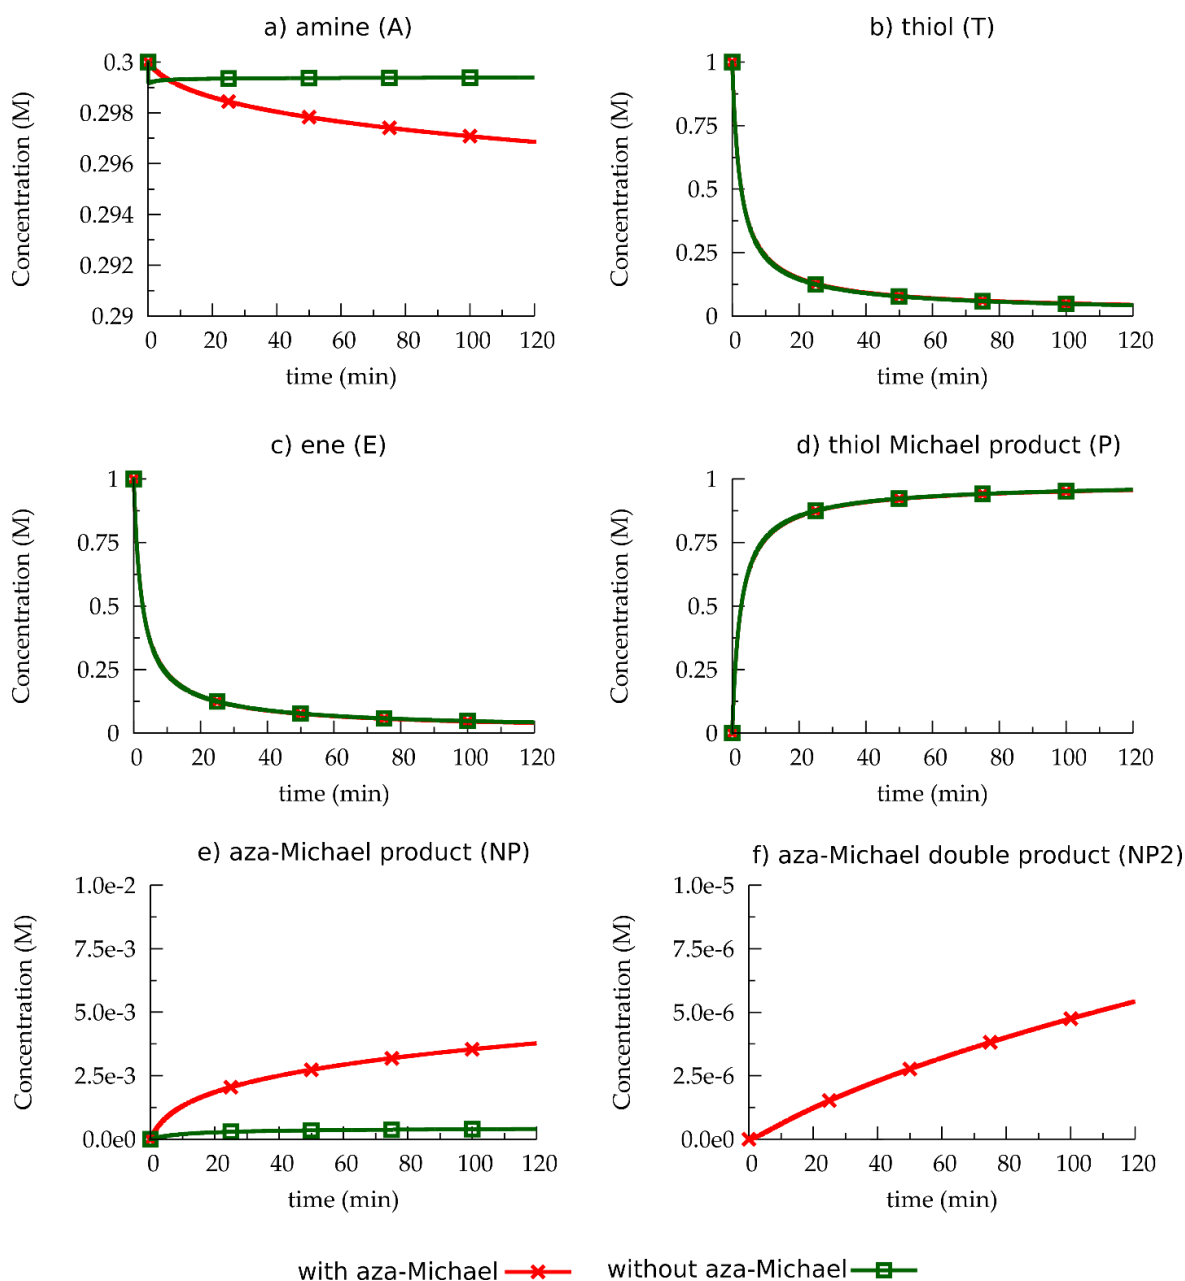 a) amine (A)
Concentration (M)
0.3
0.298
0.296
0.294
0.292
0.29
0 20 40 60 80 100 120
time (min)
b) thiol (T)
Concentration (M)
1
0.75
0.5
0.25
0
0 20 40 60 80 100 120
time (min)
c) ene (E)
Concentration (M)
1
0.75
0.5
0.25
0
0 20 40 60 80 100 120
time (min)
d) thiol Michael product (P)
Concentration (M)
1
0.75
0.5
0.25
0
0 20 40 60 80 100 120
time (min)
e) aza-Michael product (NP)
Concentration (M)
1.0e-2
7.5e-3
5.0e-3
2.5e-3
0.0e0
0 20 40 60 80 100 120
time (min)
f) aza-Michael double product (NP2)
Concentration (M)
1.0e-5
7.5e-6
5.0e-6
2.5e-6
0.0e0
0 20 40 60 80 100 120
time (min)
with aza-Michael
without aza-Michael